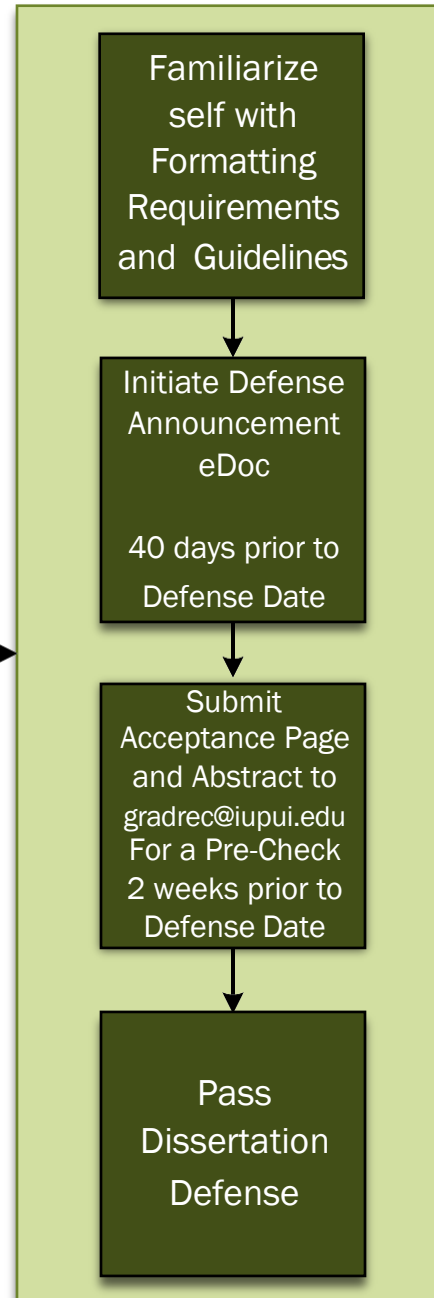 Familiarize
self with
Formatting
Requirements
and Guidelines
Initiate Defense
Announcement
eDoc
40 days prior to
Defense Date
Submit
Acceptance Page
and Abstract to
gradrec@iupui.edu
For a Pre-Check
2 weeks prior to
Defense Date
Pass
Dissertation
Defense